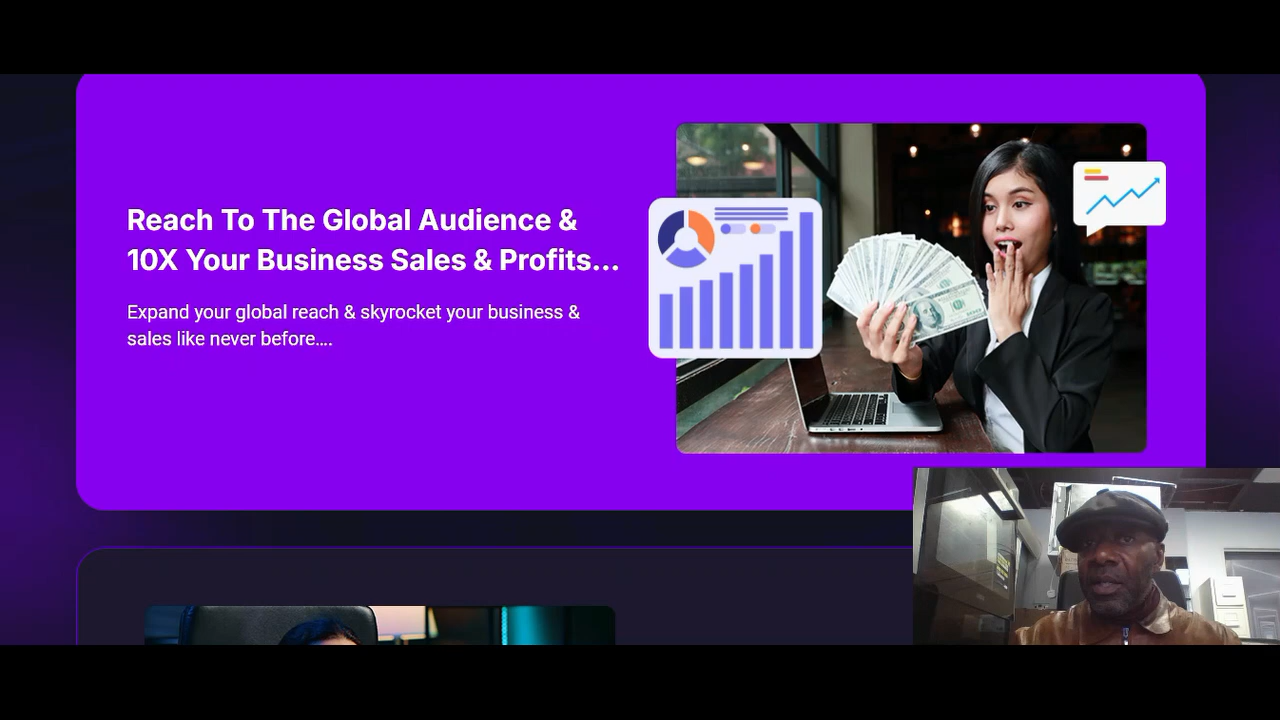 Reach To The Global Audience &
10X Your Business Sales & Profits...
Expand your global reach & skyrocket your business &
sales like never before....